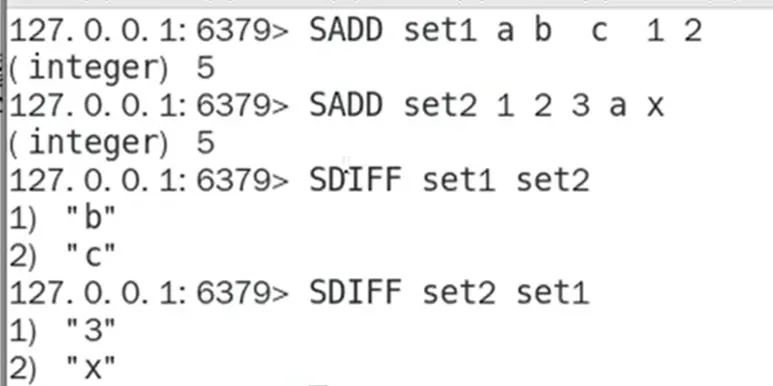 127.0.0.1:6379> SADD set1 a b  c  1 2
(integer) 5
127.0.0.1:6379> SADD set2 1 2 3 a x
(integer) 5
127.0.0.1:6379> SDIFF set1 set2
1) "b"
2) "c"
127.0.0.1:6379> SDIFF set2 set1
1) "3"
2) "x"